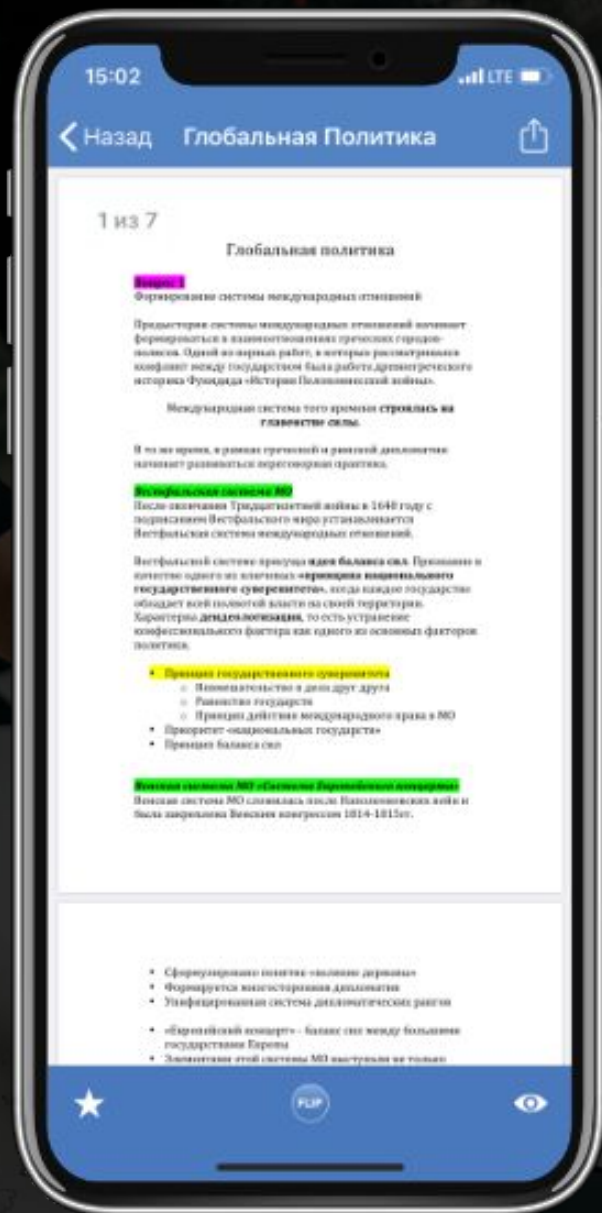 15:02
LTE
Назад
Глобальная Политика
1 из 7
Глобальная политика
Вопрос 1
Формирование системы международных отношений
Предыстория системы международных отношений начинает
формироваться в взаимоотношениях греческих городов-
полисов. Одной из первых работ, в которых рассматривался
конфликт между государством была работа древнегреческого
историка Фукидида «История Пелопоннесской войны».
Международная система того времени строилась на
главенстве силы.
В то же время, в рамках греческой и римской дипломатии
начинает развиваться переговорная практика.
Вестфальская система МО
После окончания Тридцатилетней войны в 1648 году с
подписанием Вестфальского мира устанавливается
Вестфальская система международных отношений.
Вестфальской системе присуща идея баланса сил. Признание в
качестве одного из ключевых «принципа национального
государственного суверенитета», когда каждое государство
обладает всей полнотой власти на своей территории.
Характерна деидеологизация, то есть устранение
конфессионального фактора как одного из основных факторов
политики.
• Принцип государственного суверенитета
○ Невмешательство в дела друг друга
○ Равенство государств
○ Принцип действия международного права в МО
• Приоритет «национальных государств»
• Принцип баланса сил
Венская система МО «Система Европейского концерта»
Венская система МО сложилась после Наполеоновских войн и
была закреплена Венским конгрессом 1814-1815гг.
• Сформулировано понятие «великие державы»
• Формируется многосторонняя дипломатия
• Унифицированная система дипломатических рангов
• «Европейский концерт» - баланс сил между большими
государствами Европы
• Элементами этой системы МО выступали не только
FLIP